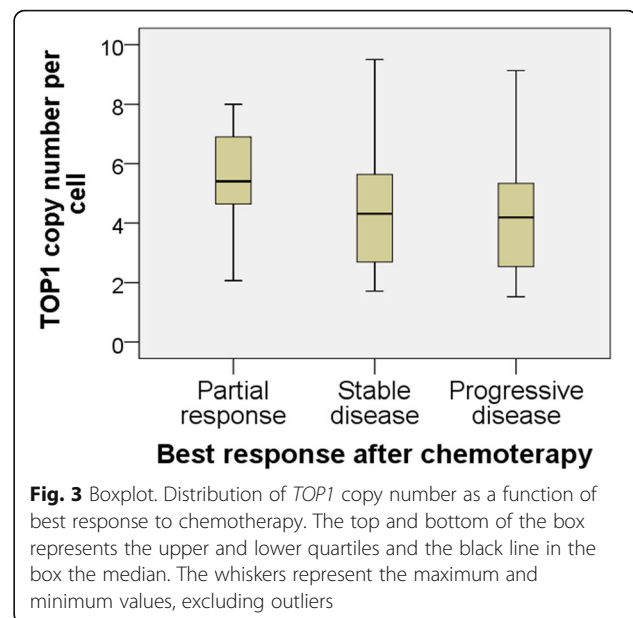 TOP1 copy number per
cell
10
8
6
4
2
0
Partial
response
Stable
disease
Progressive
disease
Best response after chemoterapy
Fig. 3 Boxplot. Distribution of TOP1 copy number as a function of
best response to chemotherapy. The top and bottom of the box
represents the upper and lower quartiles and the black line in the
box the median. The whiskers represent the maximum and
minimum values, excluding outliers